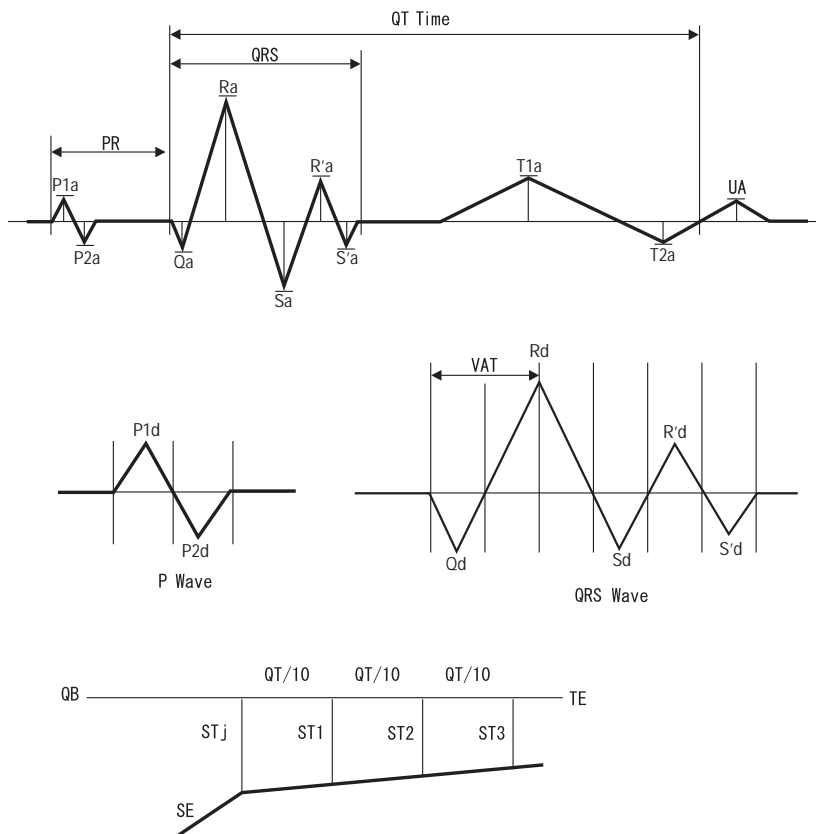 QT Time
QRS
Ra
PR
R'a
T1a
P1a
UA
P2a
Qa
S'a
T2a
Sa
Rd
VAT
P1d
R'd
P2d
Qd
Sd
S'd
P Wave
QRS Wave
QT/10 QT/10 QT/10
QB
TE
STj ST1 ST2 ST3
SE